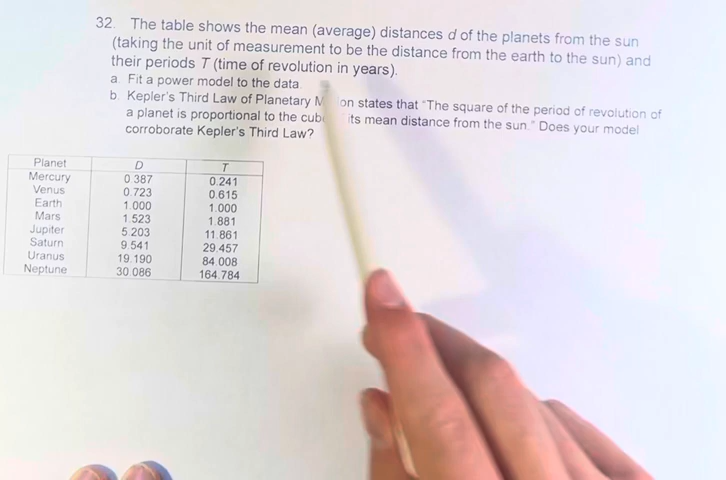 32. The table shows the mean (average) distances d of the planets from the sun
(taking the unit of measurement to be the distance from the earth to the sun) and
their periods T (time of revolution in years).
a. Fit a power model to the data.
b. Kepler's Third Law of Planetary M on states that "The square of the period of revolution of
a planet is proportional to the cub its mean distance from the sun." Does your model
corroborate Kepler's Third Law?
Planet D T
Mercury 0.387 0.241
Venus 0.723 0.615
Earth 1.000 1.000
Mars 1.523 1.881
Jupiter 5.203 11.861
Saturn 9.541 29.457
Uranus 19.190 84.008
Neptune 30.086 164.784